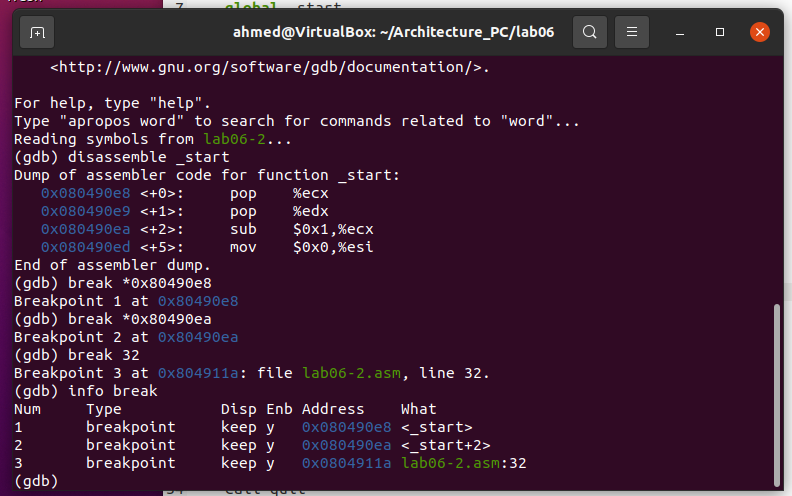 7 global _start
ahmed@VirtualBox: ~/Architecture_PC/lab06
<http://www.gnu.org/software/gdb/documentation/>.
For help, type "help".
Type "apropos word" to search for commands related to "word"...
Reading symbols from lab06-2...
(gdb) disassemble _start
Dump of assembler code for function _start:
0x080490e8 <+0>: pop %ecx
0x080490e9 <+1>: pop %edx
0x080490ea <+2>: sub $0x1,%ecx
0x080490ed <+5>: mov $0x0,%esi
End of assembler dump.
(gdb) break *0x80490e8
Breakpoint 1 at 0x80490e8
(gdb) break *0x80490ea
Breakpoint 2 at 0x80490ea
(gdb) break 32
Breakpoint 3 at 0x804911a: file lab06-2.asm, line 32.
(gdb) info break
Num Type Disp Enb Address What
1 breakpoint keep y 0x080490e8 <_start>
2 breakpoint keep y 0x080490ea <_start+2>
3 breakpoint keep y 0x0804911a lab06-2.asm:32
(gdb)